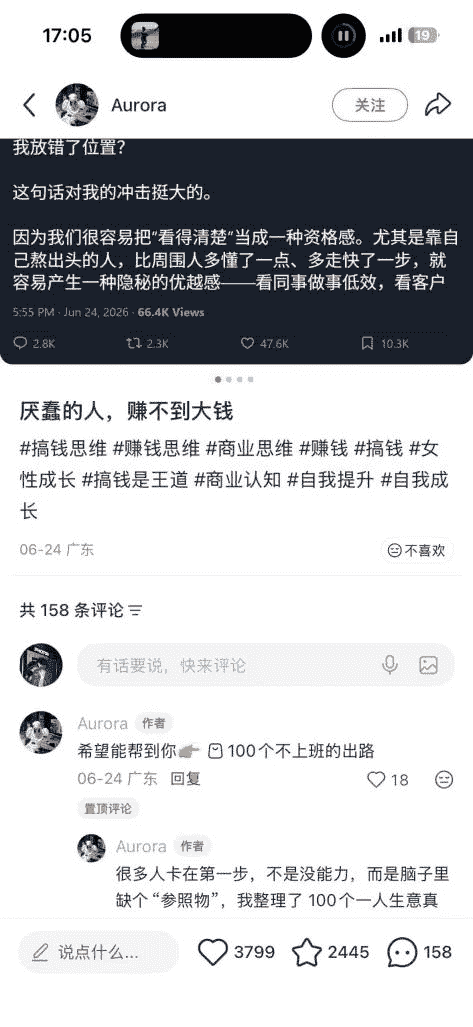 17:05
19
Aurora
关注
我放错了位置？
这句话对我的冲击挺大的。
因为我们很容易把“看得清楚“当成一种资格感。尤其是靠自
己熬出头的人，比周围人多懂了一点、多走快了一步，就
容易产生一种隐秘的优越感——看同事做事低效，看客户
5:55 PM · Jun 24, 2026 · 66.4K Views
2.8K 2.3K 47.6K 10.3K
厌蠢的人，赚不到大钱
#搞钱思维 #赚钱思维 #商业思维 #赚钱 #搞钱 #女
性成长 #搞钱是王道 #商业认知 #自我提升 #自我成
长
06-24 广东
不喜欢
共 158 条评论
有话要说，快来评论
Aurora 作者
希望能帮到你 100个不上班的出路
06-24 广东 回复 18
置顶评论
Aurora 作者
很多人卡在第一步，不是没能力，而是脑子里
缺个 “参照物”，我整理了 100个一人生意真
说点什么... 3799 2445 158